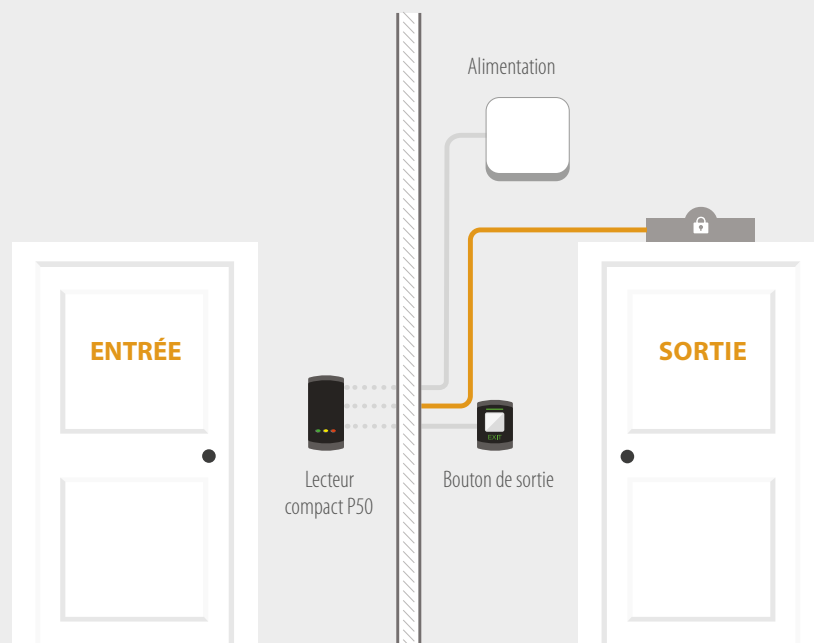 Alimentation
ENTRÉE
SORTIE
EXIT
Lecteur
compact P50
Bouton de sortie